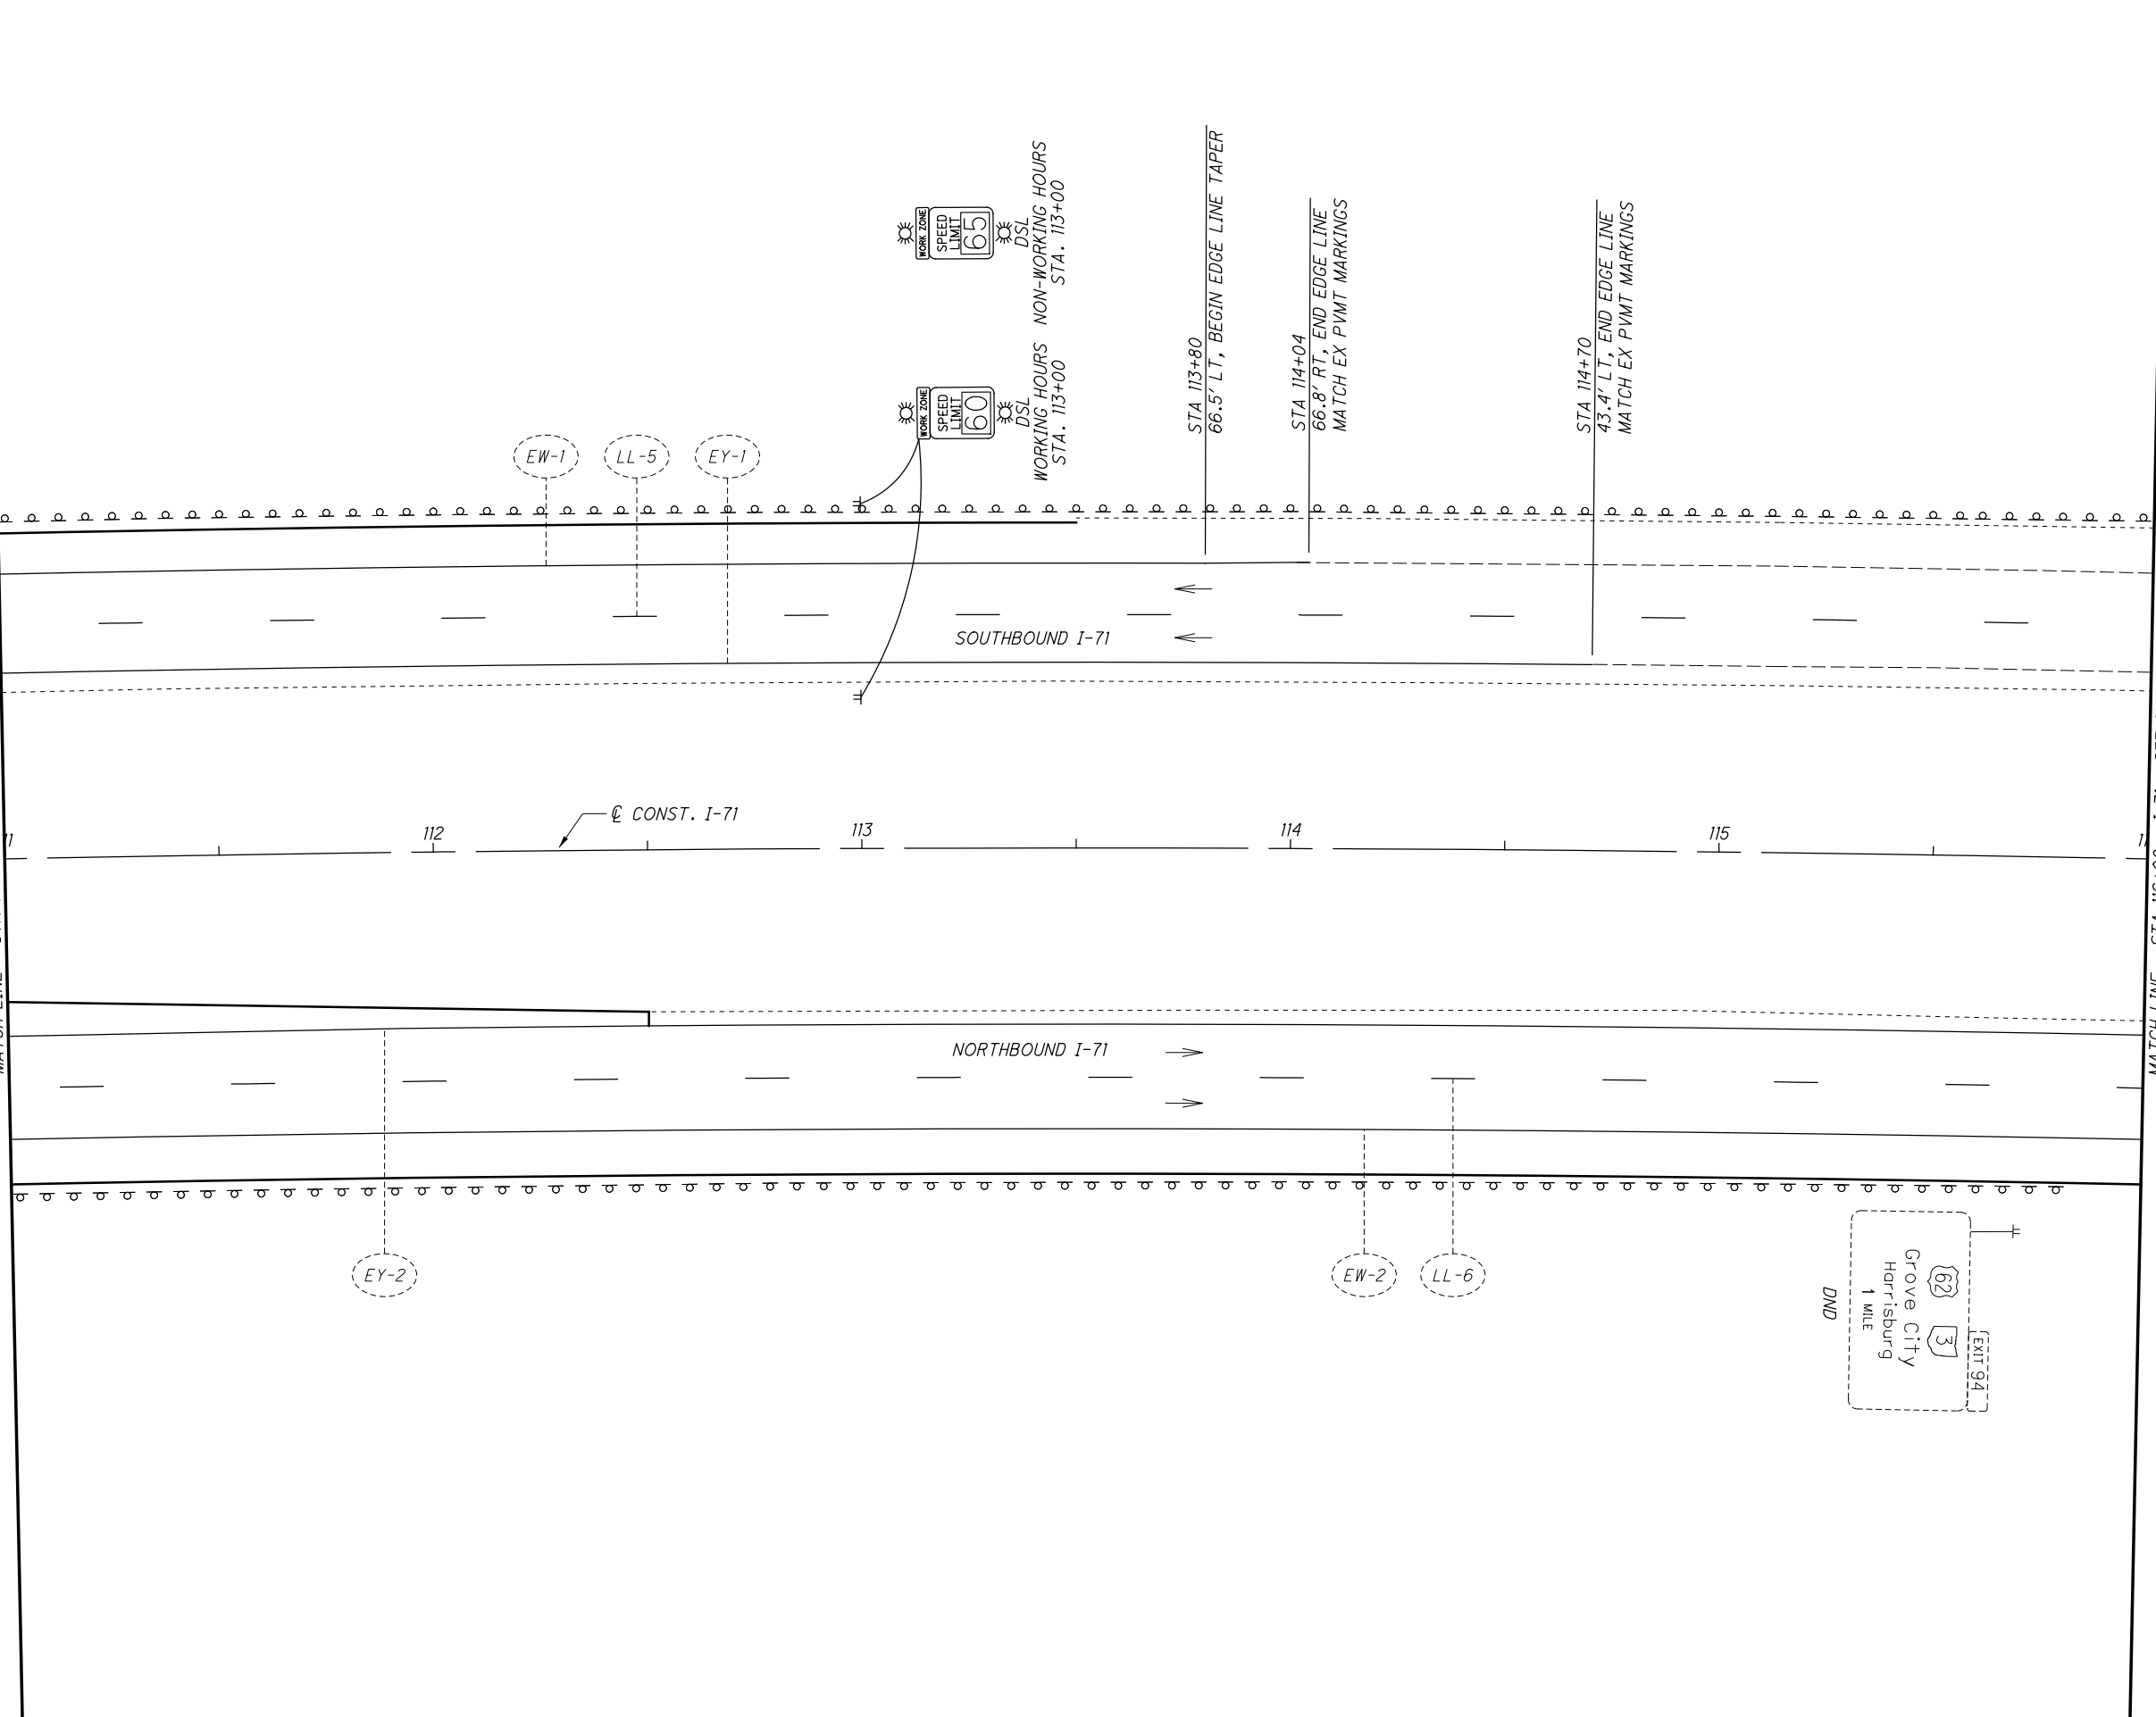 WORK ZONE
SPEED
LIMIT
65
DSL
NON-WORKING HOURS
STA. 113+00
WORK ZONE
SPEED
LIMIT
60
DSL
WORKING HOURS
STA. 113+00
STA 113+80
66.5' LT, BEGIN EDGE LINE TAPER
STA 114+04
66.8' RT, END EDGE LINE
MATCH EX PVMT MARKINGS
STA 114+70
43.4' LT, END EDGE LINE
MATCH EX PVMT MARKINGS
EW-1
LL-5
EY-1
SOUTHBOUND I-71
℄ CONST. I-71
112
113
114
115
NORTHBOUND I-71
EY-2
EW-2
LL-6
EXIT 94
62 3
Grove City
Harrisburg
1 MILE
DND
MATCH LINE